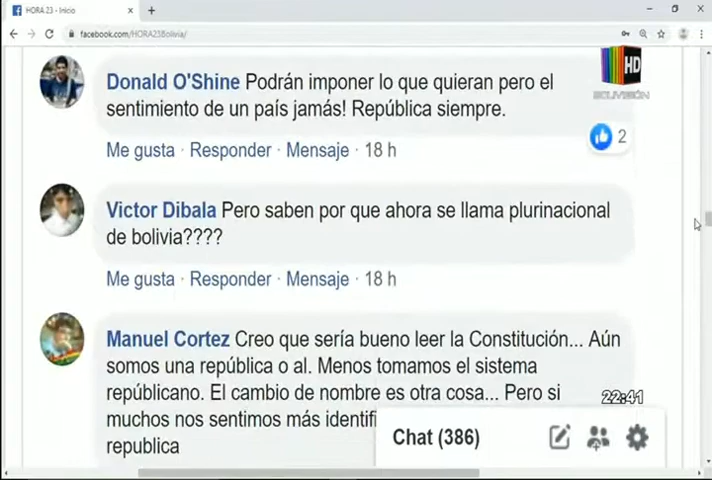 HORA 23 - Inicio
facebook.com/HORA23Bolivia/
HD
BOLIVISIÓN
Donald O'Shine Podrán imponer lo que quieran pero el
sentimiento de un país jamás! República siempre.
2
Me gusta · Responder · Mensaje · 18 h
Victor Dibala Pero saben por que ahora se llama plurinacional
de bolivia????
Me gusta · Responder · Mensaje · 18 h
Manuel Cortez Creo que sería bueno leer la Constitución... Aún
somos una república o al. Menos tomamos el sistema
républicano. El cambio de nombre es otra cosa... Pero si
22:41
muchos nos sentimos más identifi
republica
Chat (386)